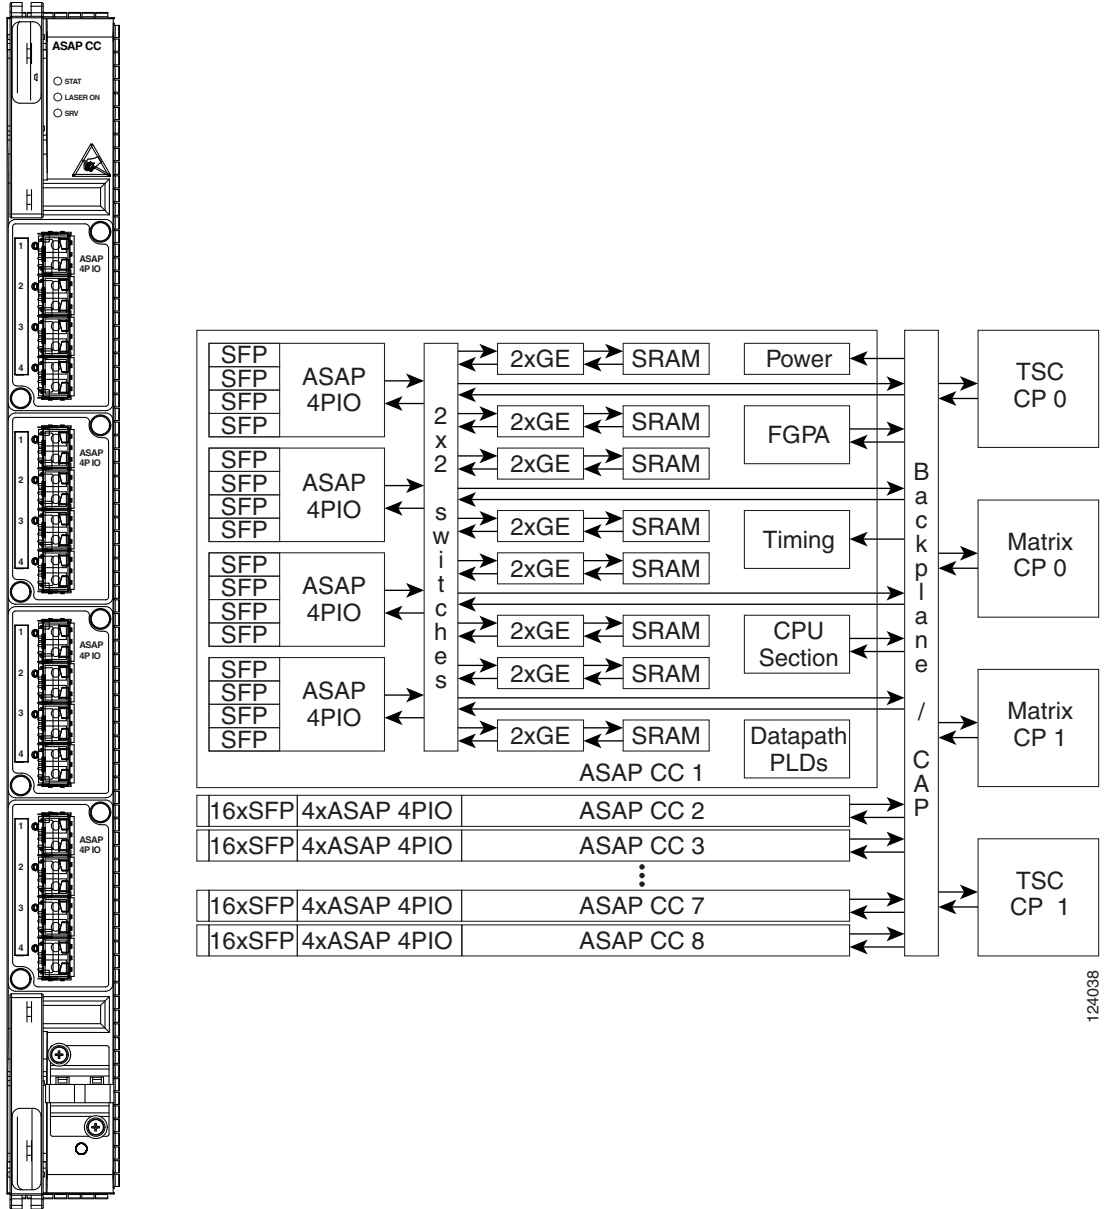 ASAP CC
STAT
LASER ON
SRV
1
2
3
4
ASAP
4P IO
1
2
3
4
ASAP
4P IO
1
2
3
4
ASAP
4P IO
1
2
3
4
ASAP
4P IO
SFP
SFP
SFP
SFP
ASAP
4PIO
SFP
SFP
SFP
SFP
ASAP
4PIO
SFP
SFP
SFP
SFP
ASAP
4PIO
SFP
SFP
SFP
SFP
ASAP
4PIO
2x2 switches
2xGE SRAM
2xGE SRAM
2xGE SRAM
2xGE SRAM
2xGE SRAM
2xGE SRAM
2xGE SRAM
2xGE SRAM
Power
FGPA
Timing
CPU
Section
Datapath
PLDs
ASAP CC 1
16xSFP 4xASAP 4PIO ASAP CC 2
16xSFP 4xASAP 4PIO ASAP CC 3
16xSFP 4xASAP 4PIO ASAP CC 7
16xSFP 4xASAP 4PIO ASAP CC 8
Backplane / CAP
TSC
CP 0
Matrix
CP 0
Matrix
CP 1
TSC
CP 1
124038